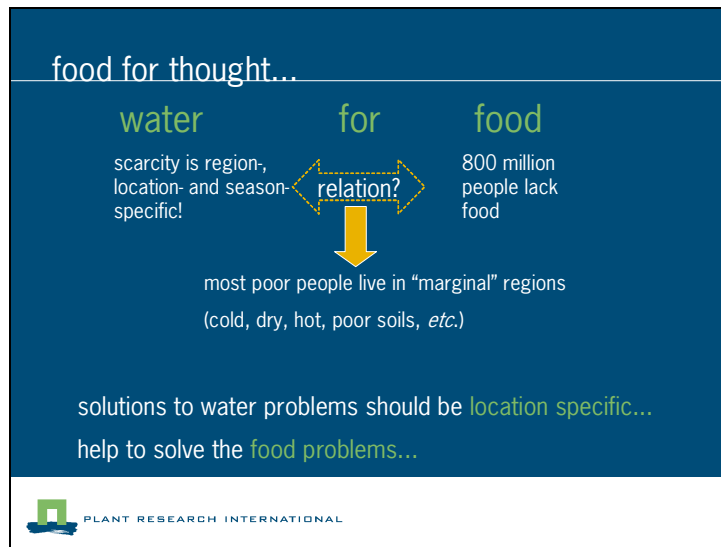 food for thought...
water for food
scarcity is region-,
location- and season-
specific!
relation?
800 million
people lack
food
most poor people live in “marginal” regions
(cold, dry, hot, poor soils, etc.)
solutions to water problems should be location specific...
help to solve the food problems...
PLANT RESEARCH INTERNATIONAL